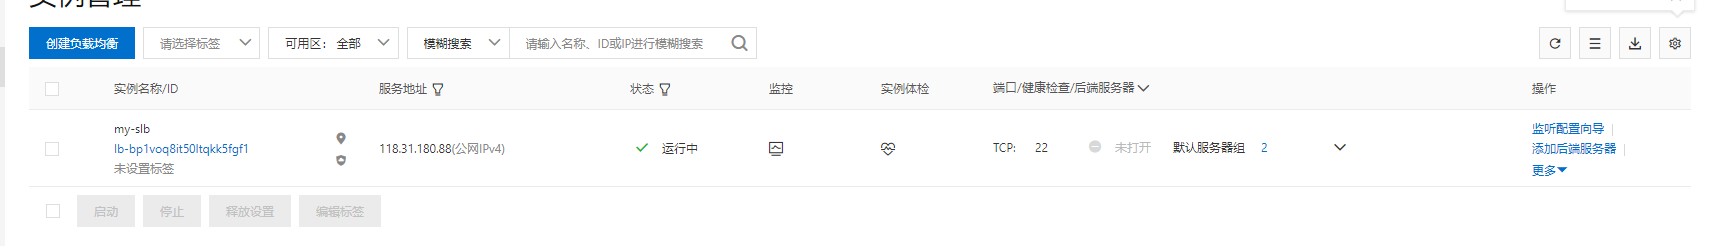 实例管理
创建负载均衡 请选择标签 可用区： 全部 模糊搜索 请输入名称、ID或IP进行模糊搜索
实例名称/ID 服务地址 状态 监控 实例体检 端口/健康检查/后端服务器 操作
my-slb
lb-bp1voq8it50ltqkk5fgf1
未设置标签
118.31.180.88(公网IPv4) 运行中 TCP: 22 未打开 默认服务器组 2
监听配置向导
添加后端服务器
更多
启动 停止 释放设置 编辑标签